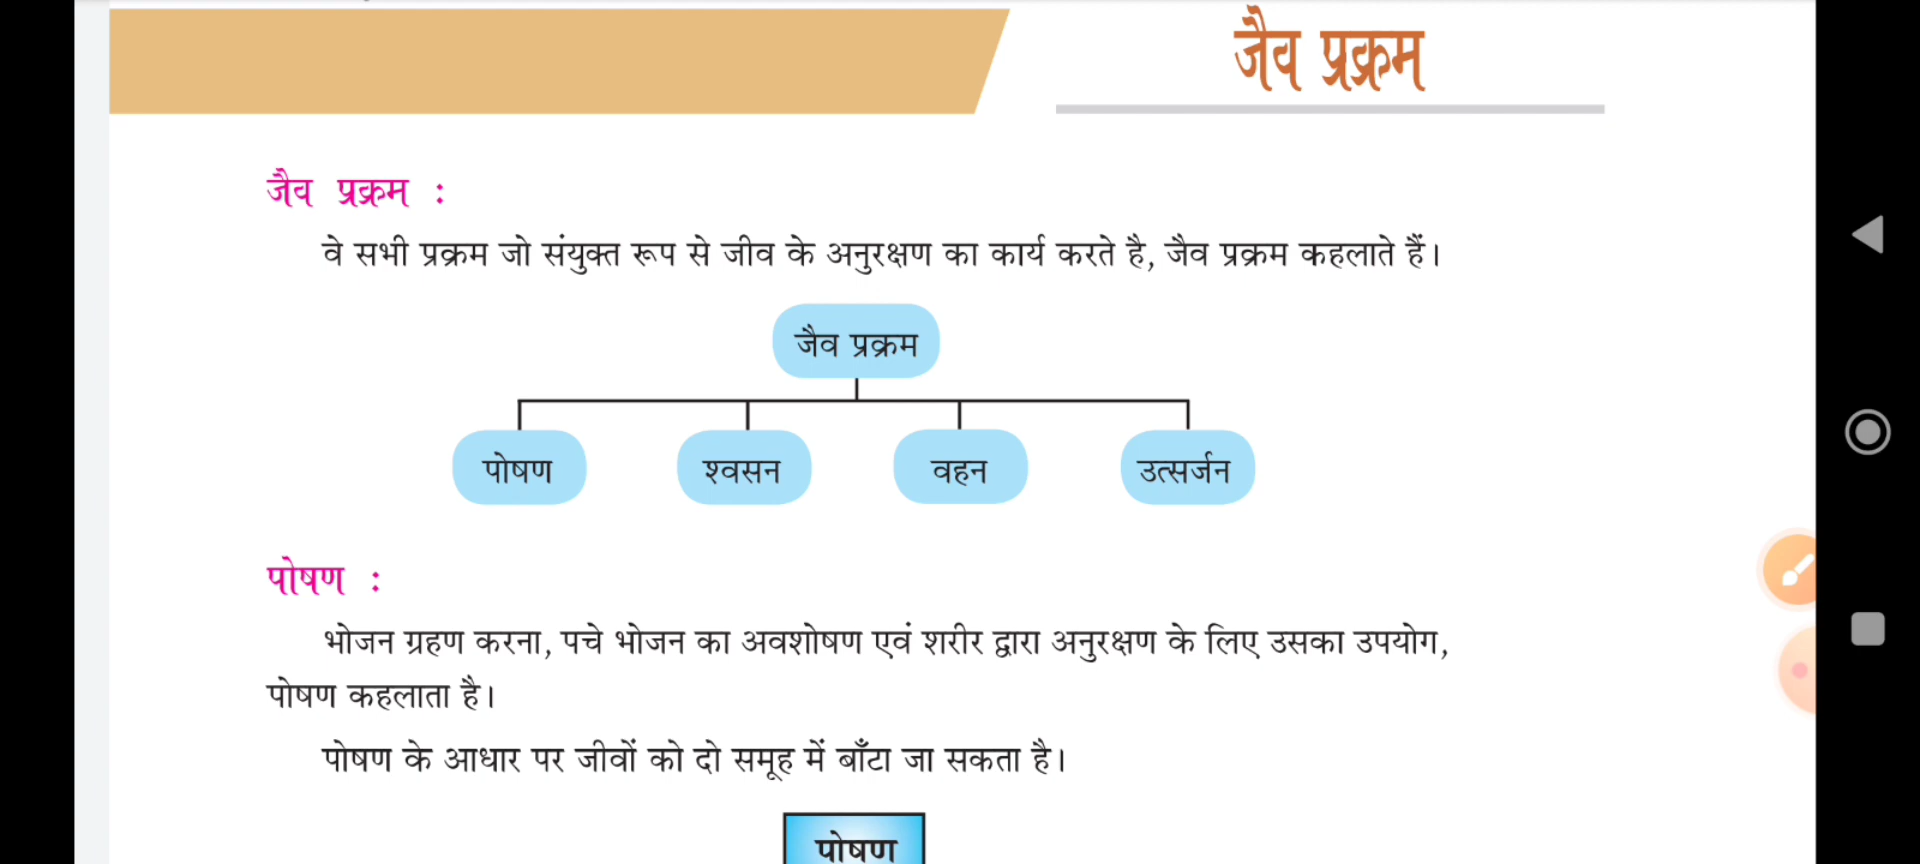 जैव प्रक्रम
जैव प्रक्रम :
वे सभी प्रक्रम जो संयुक्त रूप से जीव के अनुरक्षण का कार्य करते है, जैव प्रक्रम कहलाते हैं।
जैव प्रक्रम
पोषण श्वसन वहन उत्सर्जन
पोषण :
भोजन ग्रहण करना, पचे भोजन का अवशोषण एवं शरीर द्वारा अनुरक्षण के लिए उसका उपयोग,
पोषण कहलाता है।
पोषण के आधार पर जीवों को दो समूह में बाँटा जा सकता है।
पोषण